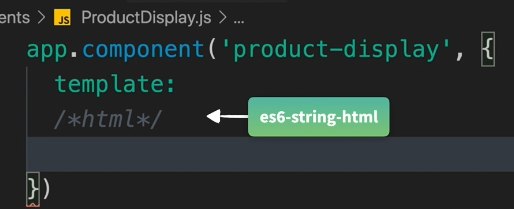 ents > JS ProductDisplay.js > ...
app.component('product-display', {
template:
/*html*/
es6-string-html
})